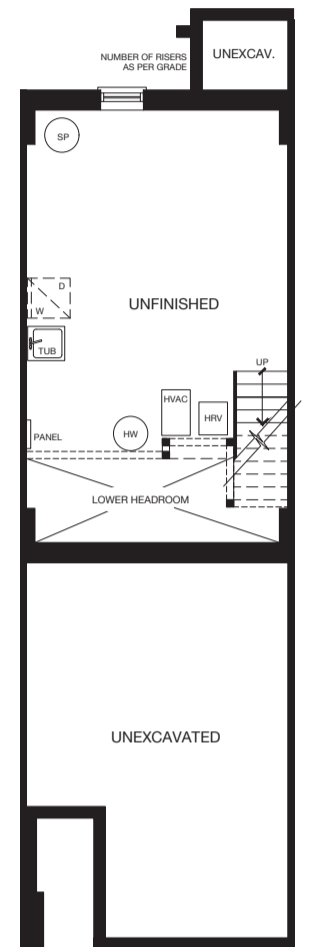 NUMBER OF RISERS
AS PER GRADE
UNEXCAV.
SP
D
W
UNFINISHED
TUB
UP
HVAC
HRV
PANEL
HW
LOWER HEADROOM
UNEXCAVATED